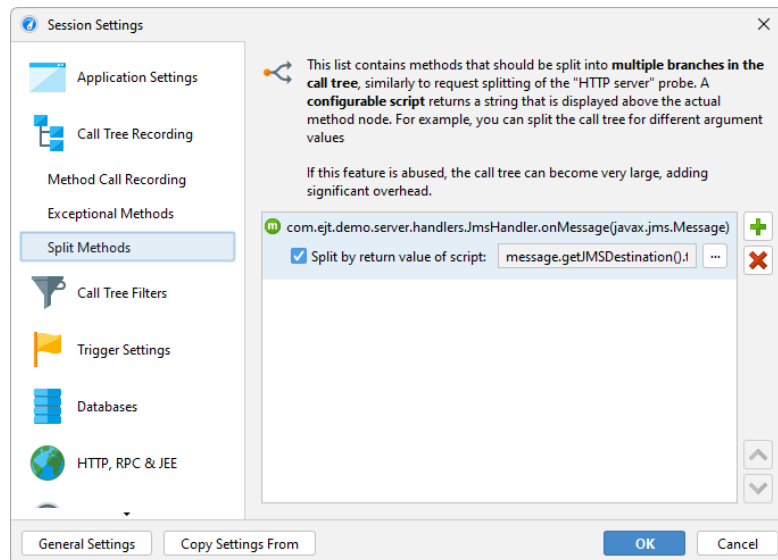 Session Settings
Application Settings
Call Tree Recording
Method Call Recording
Exceptional Methods
Split Methods
Call Tree Filters
Trigger Settings
Databases
HTTP, RPC & JEE
This list contains methods that should be split into multiple branches in the
call tree, similarly to request splitting of the "HTTP server" probe. A
configurable script returns a string that is displayed above the actual
method node. For example, you can split the call tree for different argument
values
If this feature is abused, the call tree can become very large, adding
significant overhead.
m com.ejt.demo.server.handlers.JmsHandler.onMessage(javax.jms.Message)
Split by return value of script: message.getJMSDestination(). ...
General Settings Copy Settings From OK Cancel